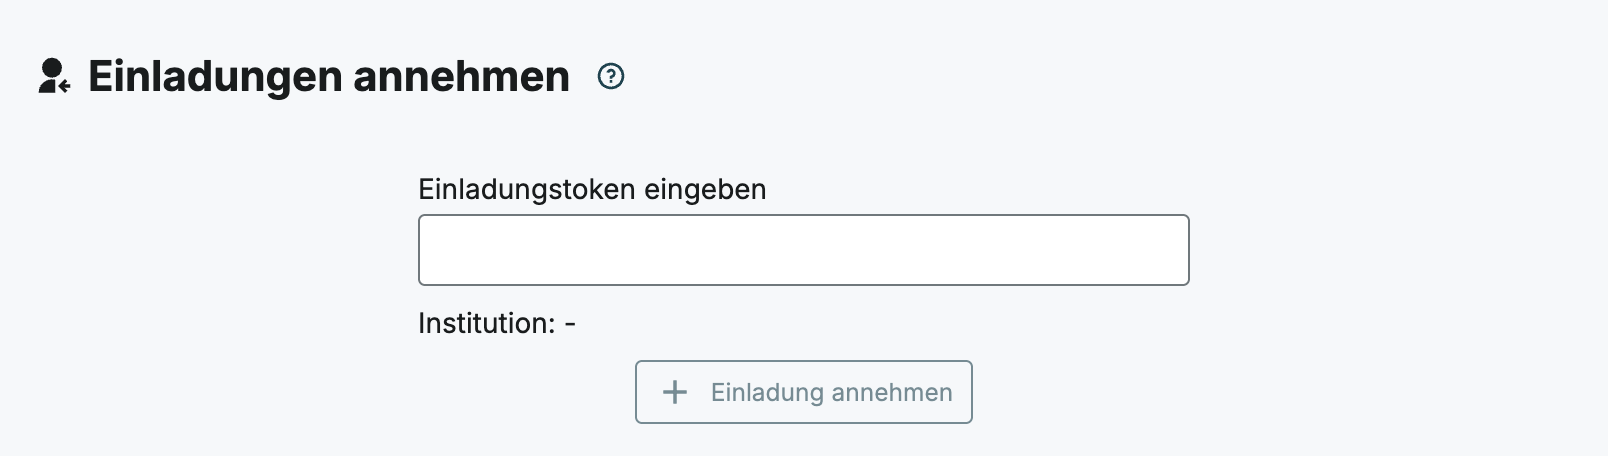 Einladungen annehmen ?
Einladungstoken eingeben
Institution: -
+ Einladung annehmen